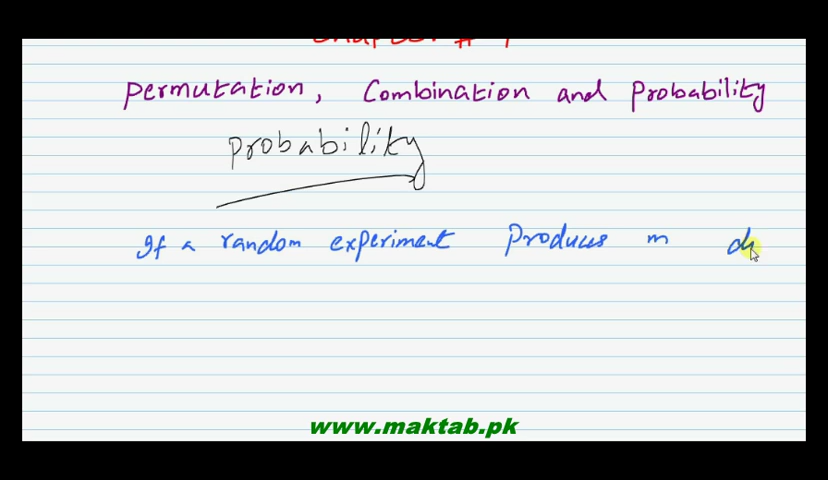 Permutation, Combination and Probability
Probability
If a random experiment Produces m
www.maktab.pk